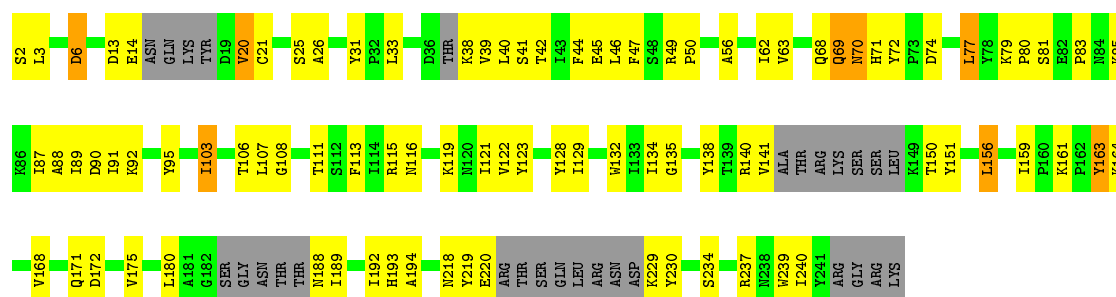 S2 L3 D6 D13 E14 ASN GLN LYS TYR D19 V20 C21 S25 A26 Y31 P32 L33 D36 THR K38 V39 L40 S41 T42 I43 F44 E45 L46 F47 S48 R49 P50 A56 I62 V63 Q68 Q69 N70 H71 Y72 P73 D74 L77 Y78 K79 P80 S81 E82 P83 N84 K85
K86 I87 A88 I89 D90 I91 K92 Y95 I103 T106 L107 G108 T111 S112 F113 I114 R115 N116 K119 N120 I121 V122 Y123 Y128 I129 W132 I133 I134 G135 Y138 T139 R140 V141 ALA THR ARG LYS SER SER LEU K149 T150 Y151 L156 I159 P160 K161 P162 Y163 K164
V168 Q171 D172 V175 L180 A181 G182 SER GLY ASN THR THR N188 I189 I192 H193 A194 N218 Y219 E220 ARG THR SER GLN LEU ARG ASN ASP K229 Y230 S234 R237 N238 W239 I240 Y241 ARG GLY ARG LYS